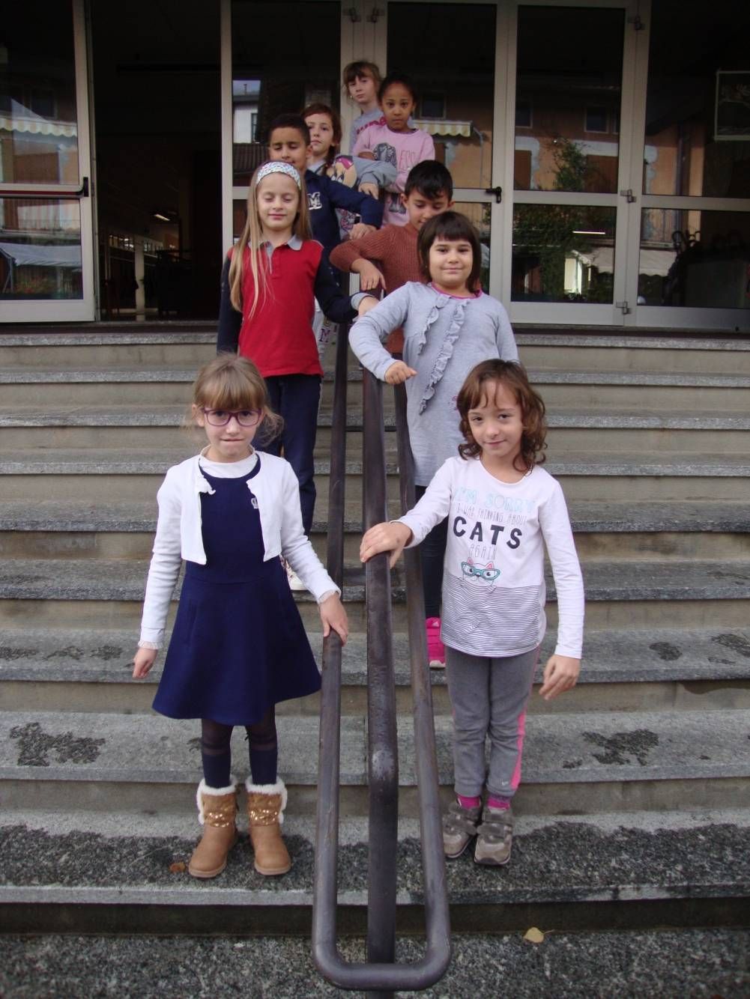 I'M SORRY
I WAS THINKING ABOUT
CATS
AGAIN
M
M